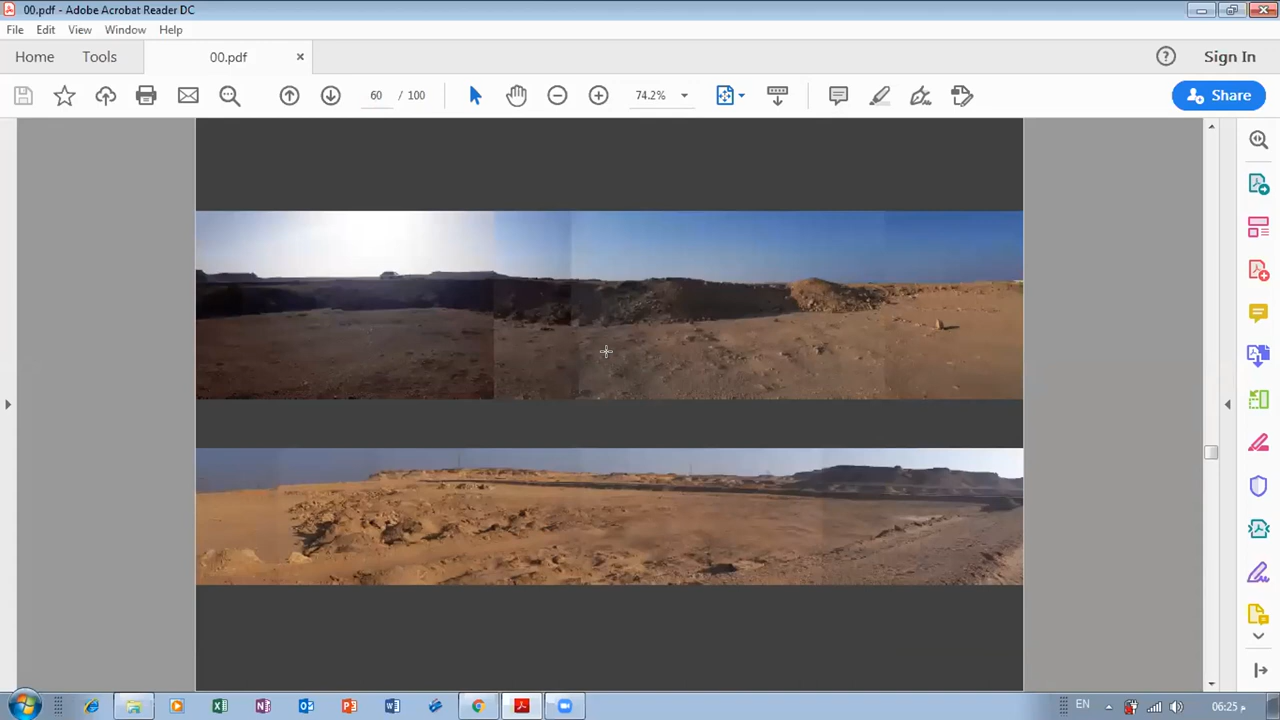 00.pdf - Adobe Acrobat Reader DC
File Edit View Window Help
Home Tools 00.pdf Sign In
60 / 100 74.2% Share
EN 06:25 م